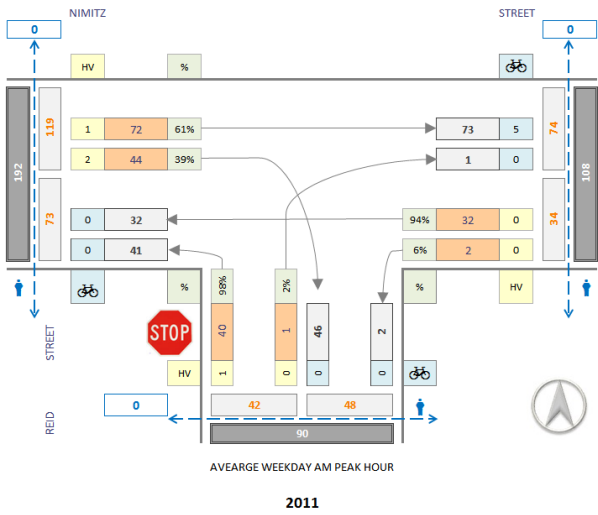 NIMITZ STREET
0 0
HV %
119 1 72 61% 73 5 74
192 2 44 39% 1 0 108
73 0 32 94% 32 0 34
0 41 6% 2 0
% 98% 2% % HV
STOP 40 1 46 2
HV 1 0 0 0
REID STREET
0 42 48
90
AVEARGE WEEKDAY AM PEAK HOUR
2011